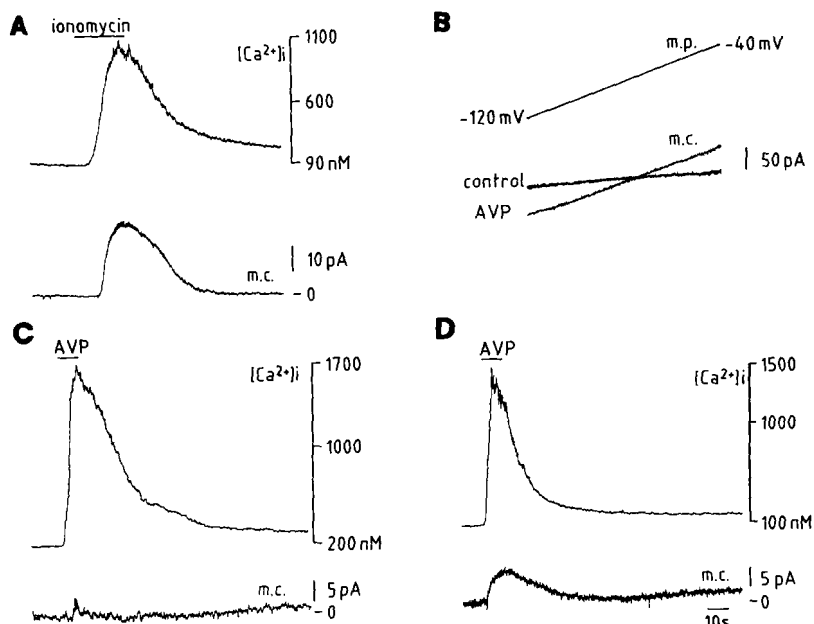 A
ionomycin
[Ca²⁺]i
1100
600
90 nM
m.c.
10 pA
0
B
m.p.
-40 mV
-120 mV
m.c.
50 pA
control
AVP
C
AVP
1700
[Ca²⁺]i
1000
200 nM
m.c.
5 pA
0
D
AVP
1500
[Ca²⁺]i
1000
100 nM
m.c.
5 pA
0
10s